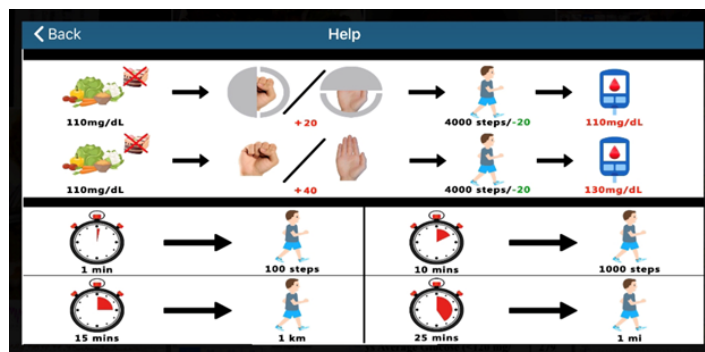 Back
Help
110mg/dL
+20
4000 steps/-20
110mg/dL
110mg/dL
+40
4000 steps/-20
130mg/dL
1 min
100 steps
10 mins
1000 steps
15 mins
1 km
25 mins
1 mi